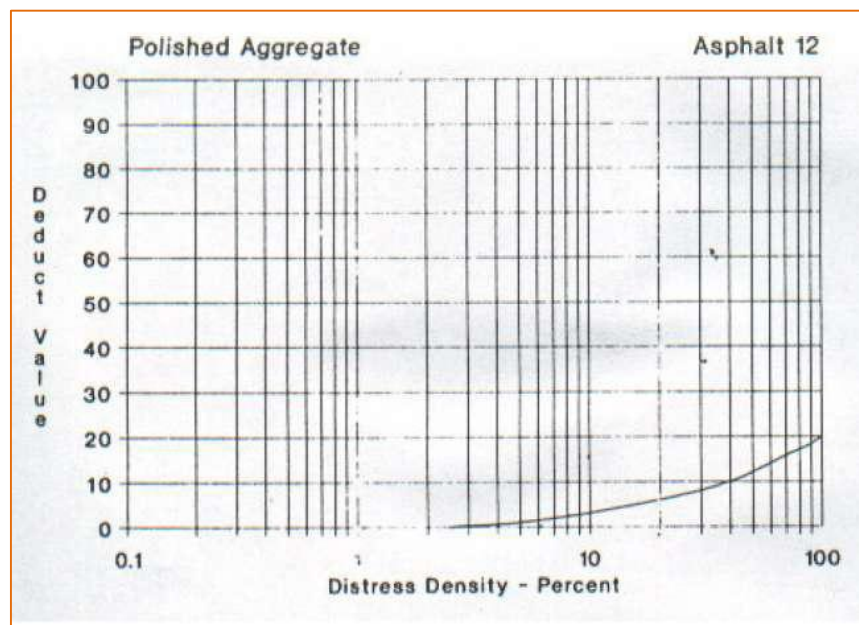 Polished Aggregate Asphalt 12
100
90
80
70
60
50
40
30
20
10
0
Deduct Value
0.1 1 10 100
Distress Density - Percent